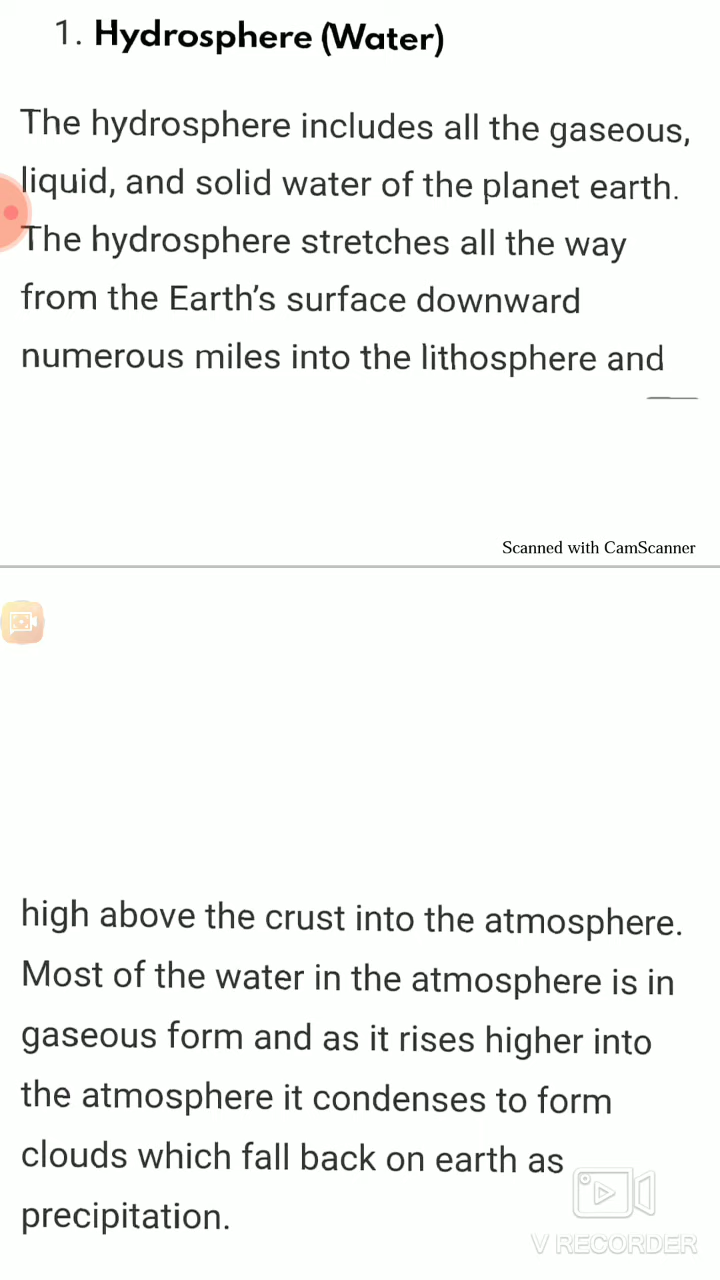 1. Hydrosphere (Water)
The hydrosphere includes all the gaseous,
liquid, and solid water of the planet earth.
The hydrosphere stretches all the way
from the Earth's surface downward
numerous miles into the lithosphere and
Scanned with CamScanner
high above the crust into the atmosphere.
Most of the water in the atmosphere is in
gaseous form and as it rises higher into
the atmosphere it condenses to form
clouds which fall back on earth as
precipitation.
V RECORDER